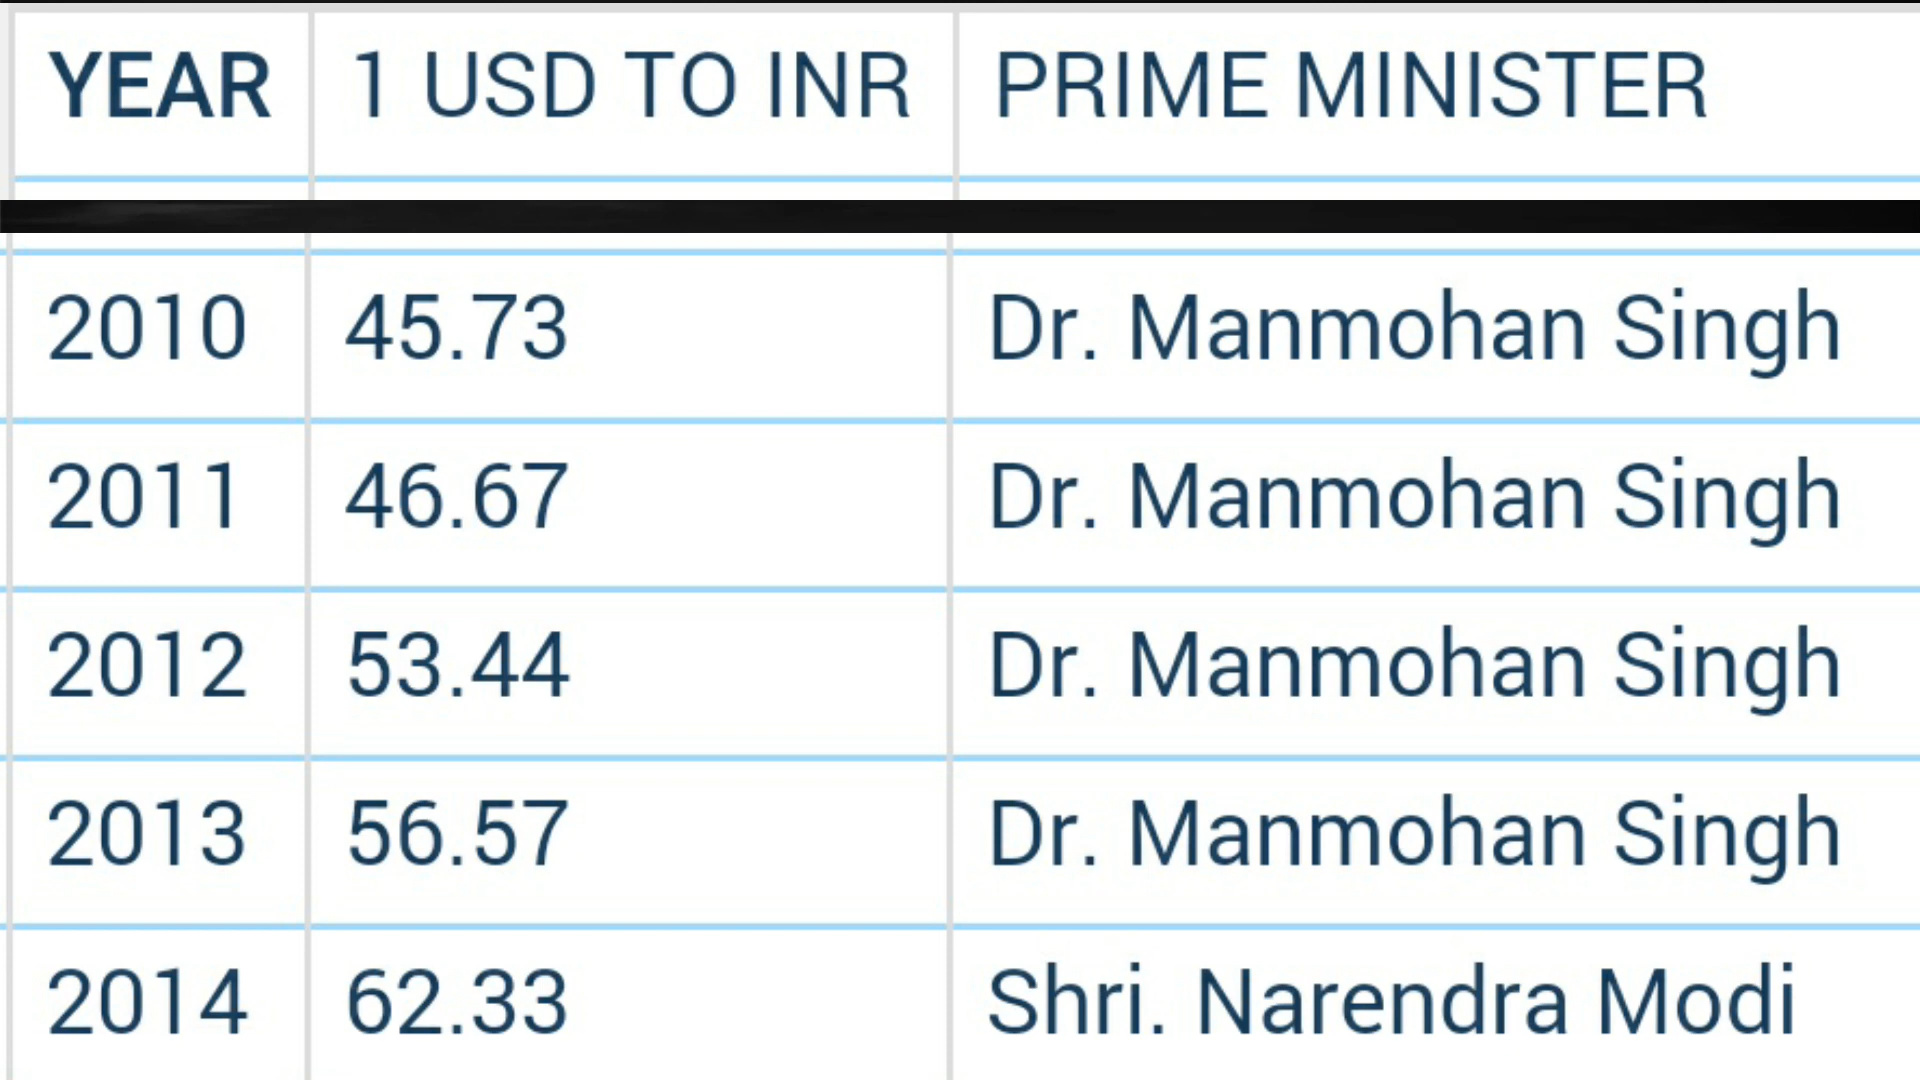 YEAR 1 USD TO INR PRIME MINISTER
2010 45.73 Dr. Manmohan Singh
2011 46.67 Dr. Manmohan Singh
2012 53.44 Dr. Manmohan Singh
2013 56.57 Dr. Manmohan Singh
2014 62.33 Shri. Narendra Modi